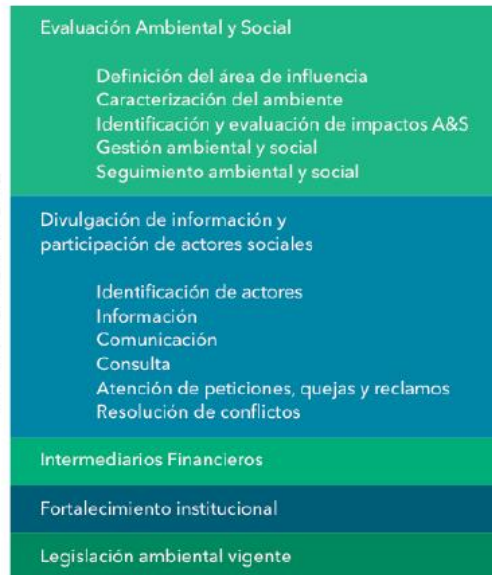 Evaluación Ambiental y Social
Definición del área de influencia
Caracterización del ambiente
Identificación y evaluación de impactos A&S
Gestión ambiental y social
Seguimiento ambiental y social
Divulgación de información y
participación de actores sociales
Identificación de actores
Información
Comunicación
Consulta
Atención de peticiones, quejas y reclamos
Resolución de conflictos
Intermediarios Financieros
Fortalecimiento institucional
Legislación ambiental vigente